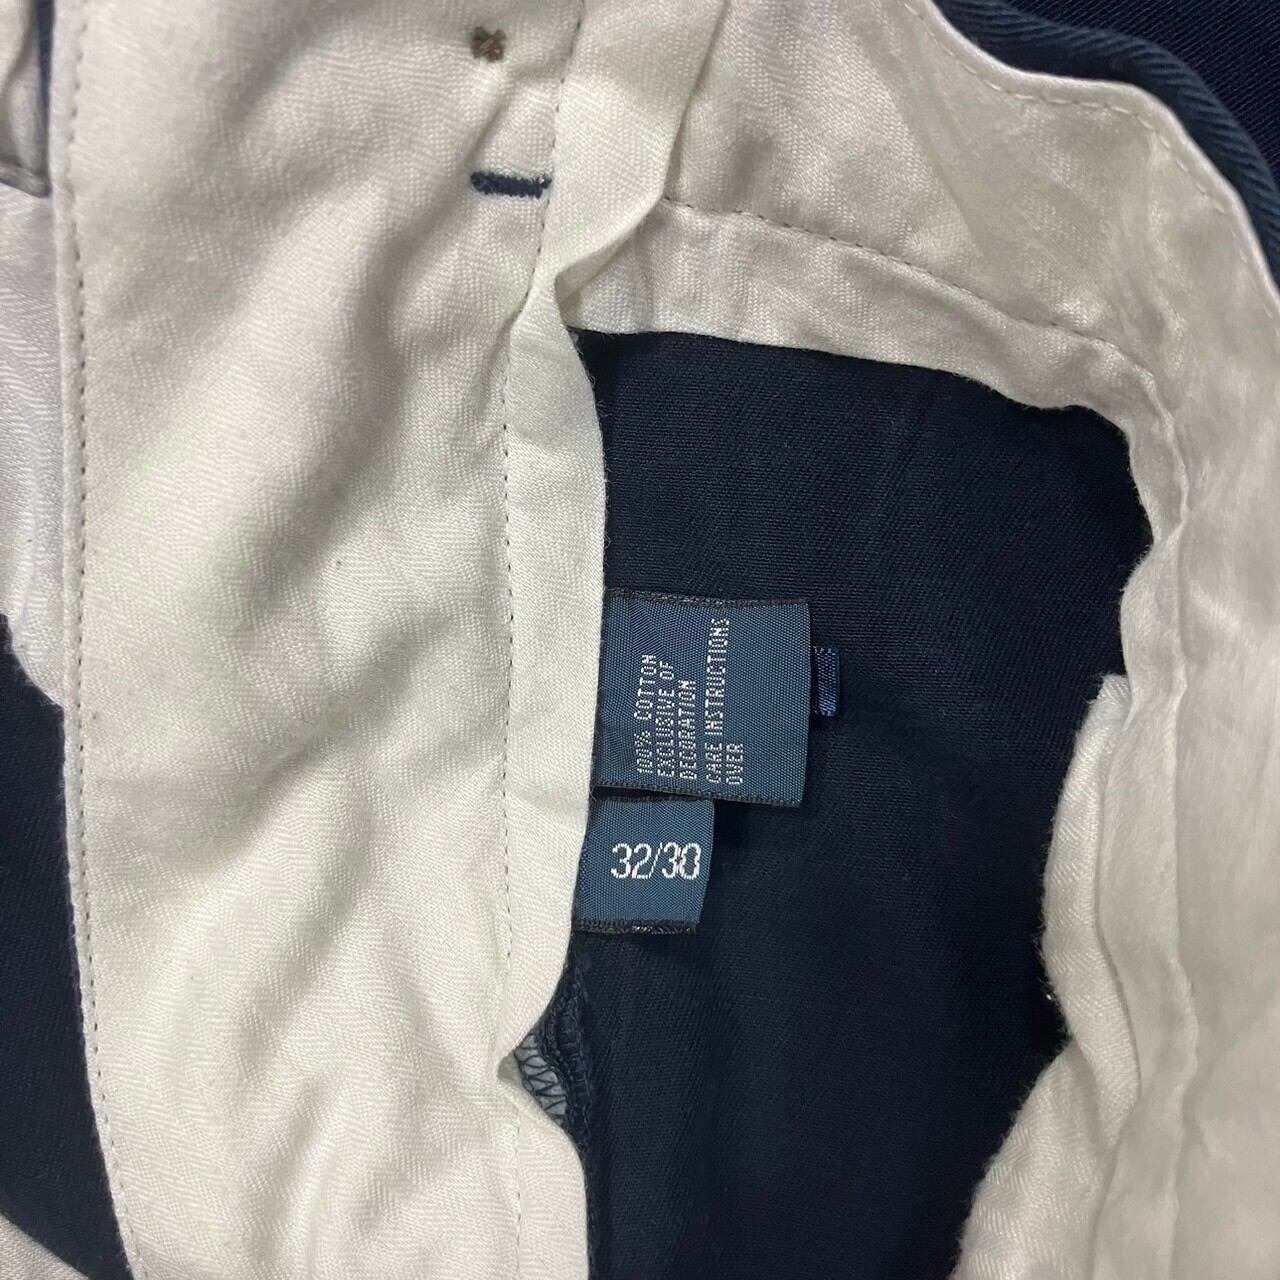 100% COTTON
EXCLUSIVE OF
DECORATION
CARE INSTRUCTIONS
OVER
32/30